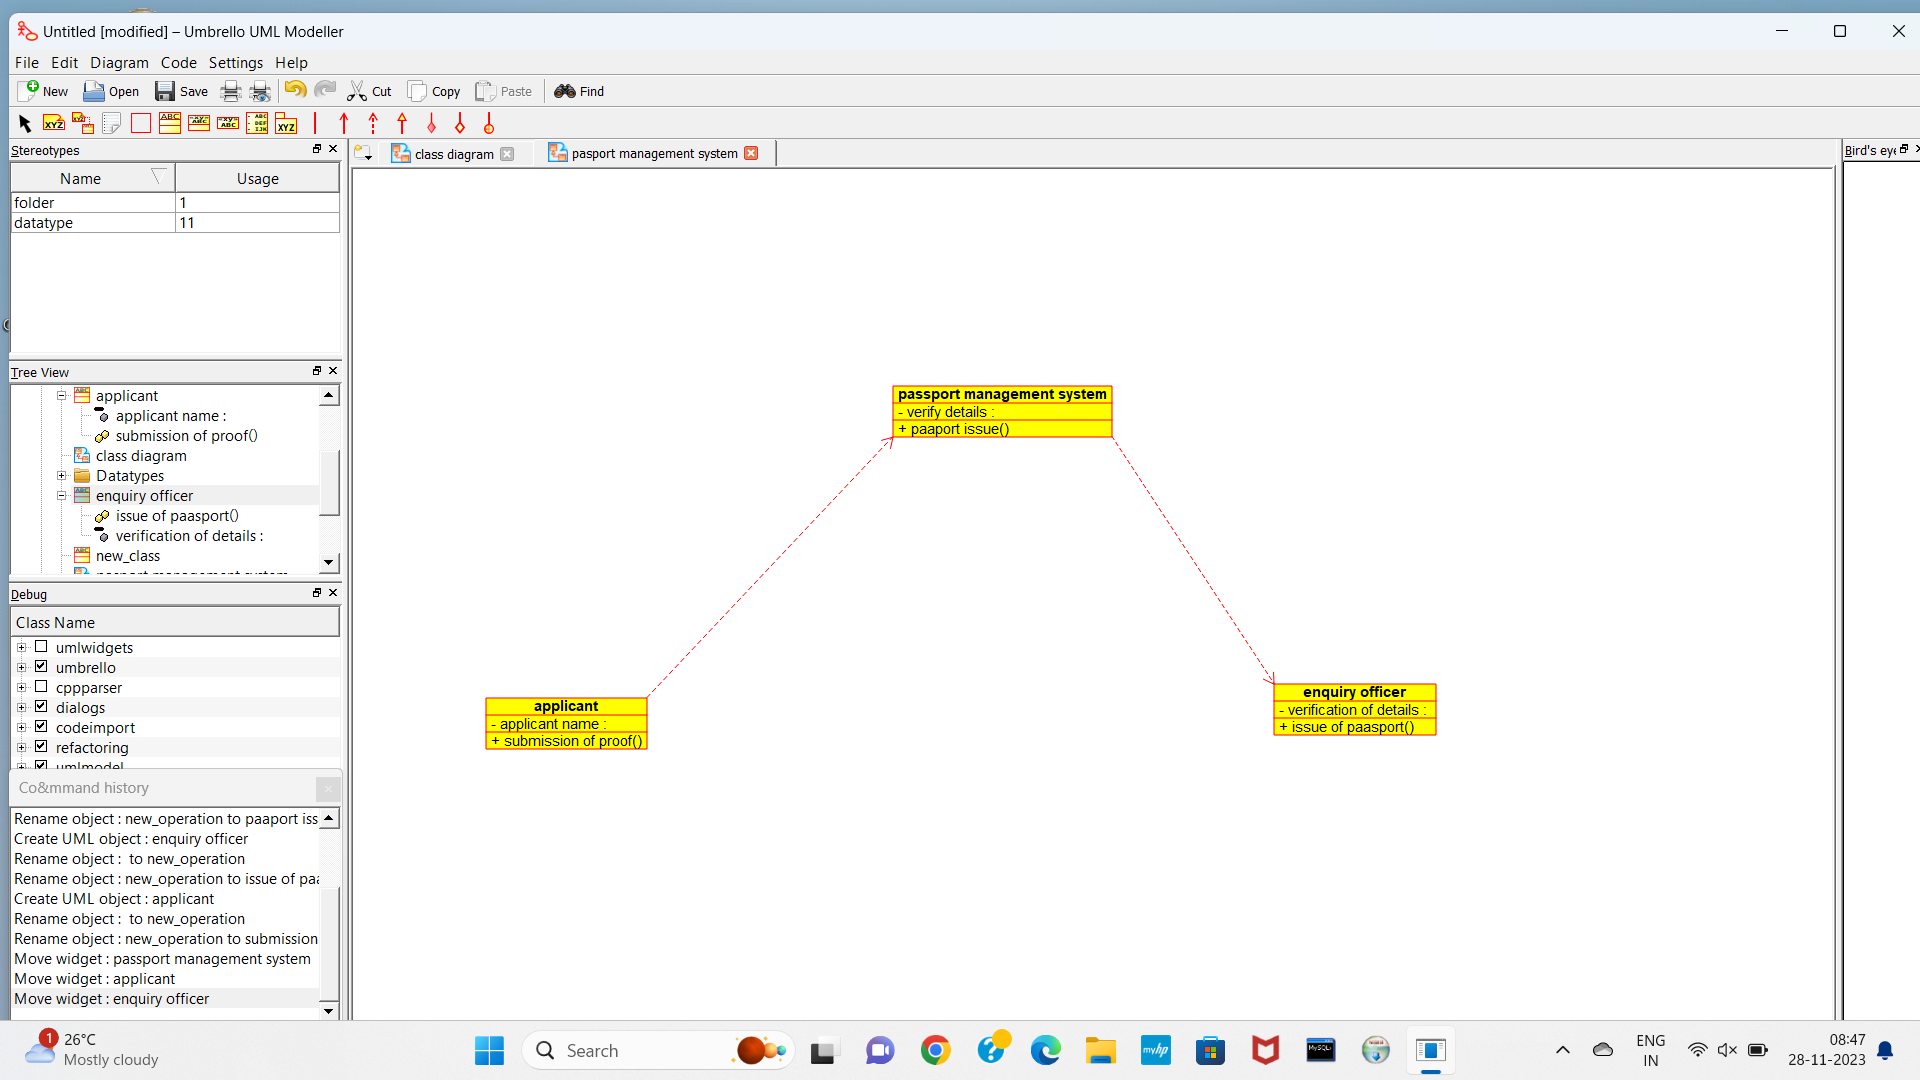 Untitled [modified] – Umbrello UML Modeller
File Edit Diagram Code Settings Help
New Open Save Cut Copy Paste Find
Stereotypes
Name Usage
folder 1
datatype 11
Tree View
applicant
applicant name :
submission of proof()
class diagram
Datatypes
enquiry officer
issue of paasport()
verification of details :
new_class
Debug
Class Name
umlwidgets
umbrello
cppparser
dialogs
codeimport
refactoring
umlmodel
Co&mmand history
Rename object : new_operation to paaport iss
Create UML object : enquiry officer
Rename object :  to new_operation
Rename object : new_operation to issue of paa
Create UML object : applicant
Rename object :  to new_operation
Rename object : new_operation to submission
Move widget : passport management system
Move widget : applicant
Move widget : enquiry officer
class diagram pasport management system
Bird's eye
passport management system
- verify details :
+ paaport issue()
applicant
- applicant name :
+ submission of proof()
enquiry officer
- verification of details :
+ issue of paasport()
1
26°C
Mostly cloudy
Search
myhp
MySQL
ENG
IN
08:47
28-11-2023